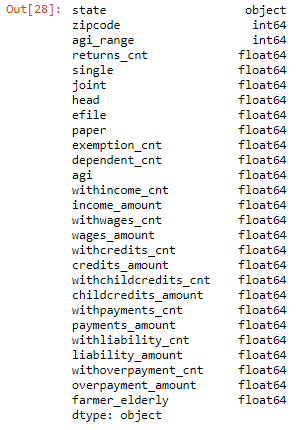 Out[28]: state object
zipcode int64
agi_range int64
returns_cnt float64
single float64
joint float64
head float64
efile float64
paper float64
exemption_cnt float64
dependent_cnt float64
agi float64
withincome_cnt float64
income_amount float64
withwages_cnt float64
wages_amount float64
withcredits_cnt float64
credits_amount float64
withchildcredits_cnt float64
childcredits_amount float64
withpayments_cnt float64
payments_amount float64
withliability_cnt float64
liability_amount float64
withoverpayment_cnt float64
overpayment_amount float64
farmer_elderly float64
dtype: object